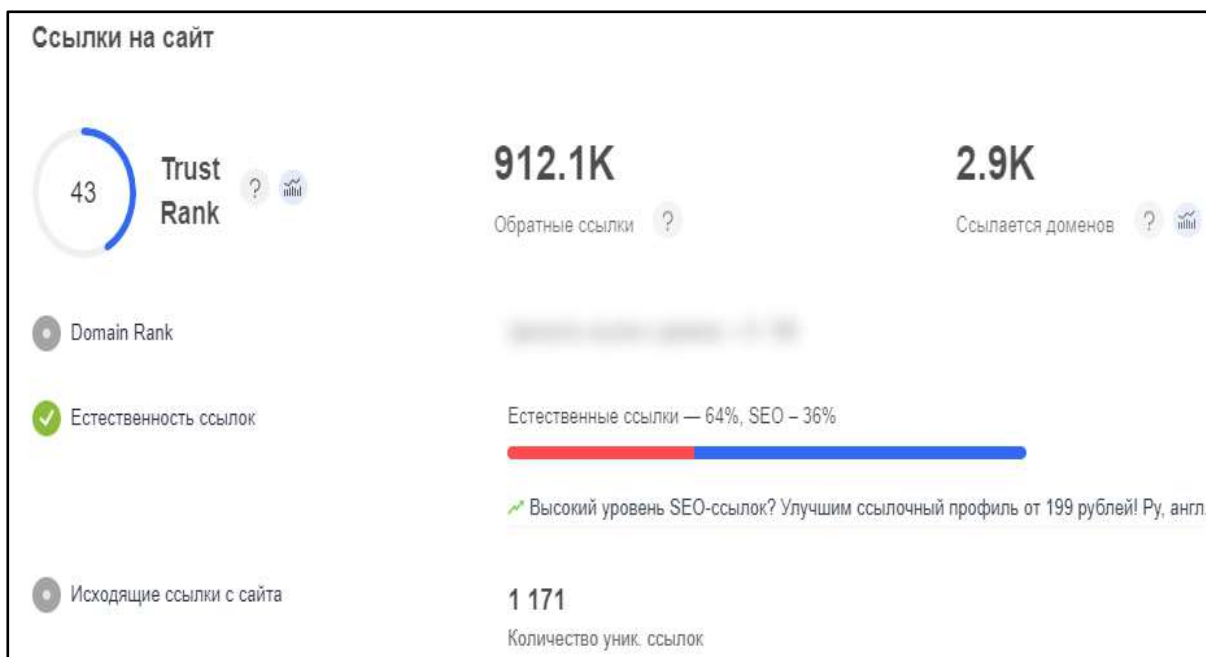 Ссылки на сайт
43
Trust
Rank
?
912.1K
Обратные ссылки ?
2.9K
Ссылается доменов ?
Domain Rank
Естественность ссылок
Естественные ссылки — 64%, SEO – 36%
Высокий уровень SEO-ссылок? Улучшим ссылочный профиль от 199 рублей! Ру, англ.
Исходящие ссылки с сайта
1 171
Количество уник. ссылок